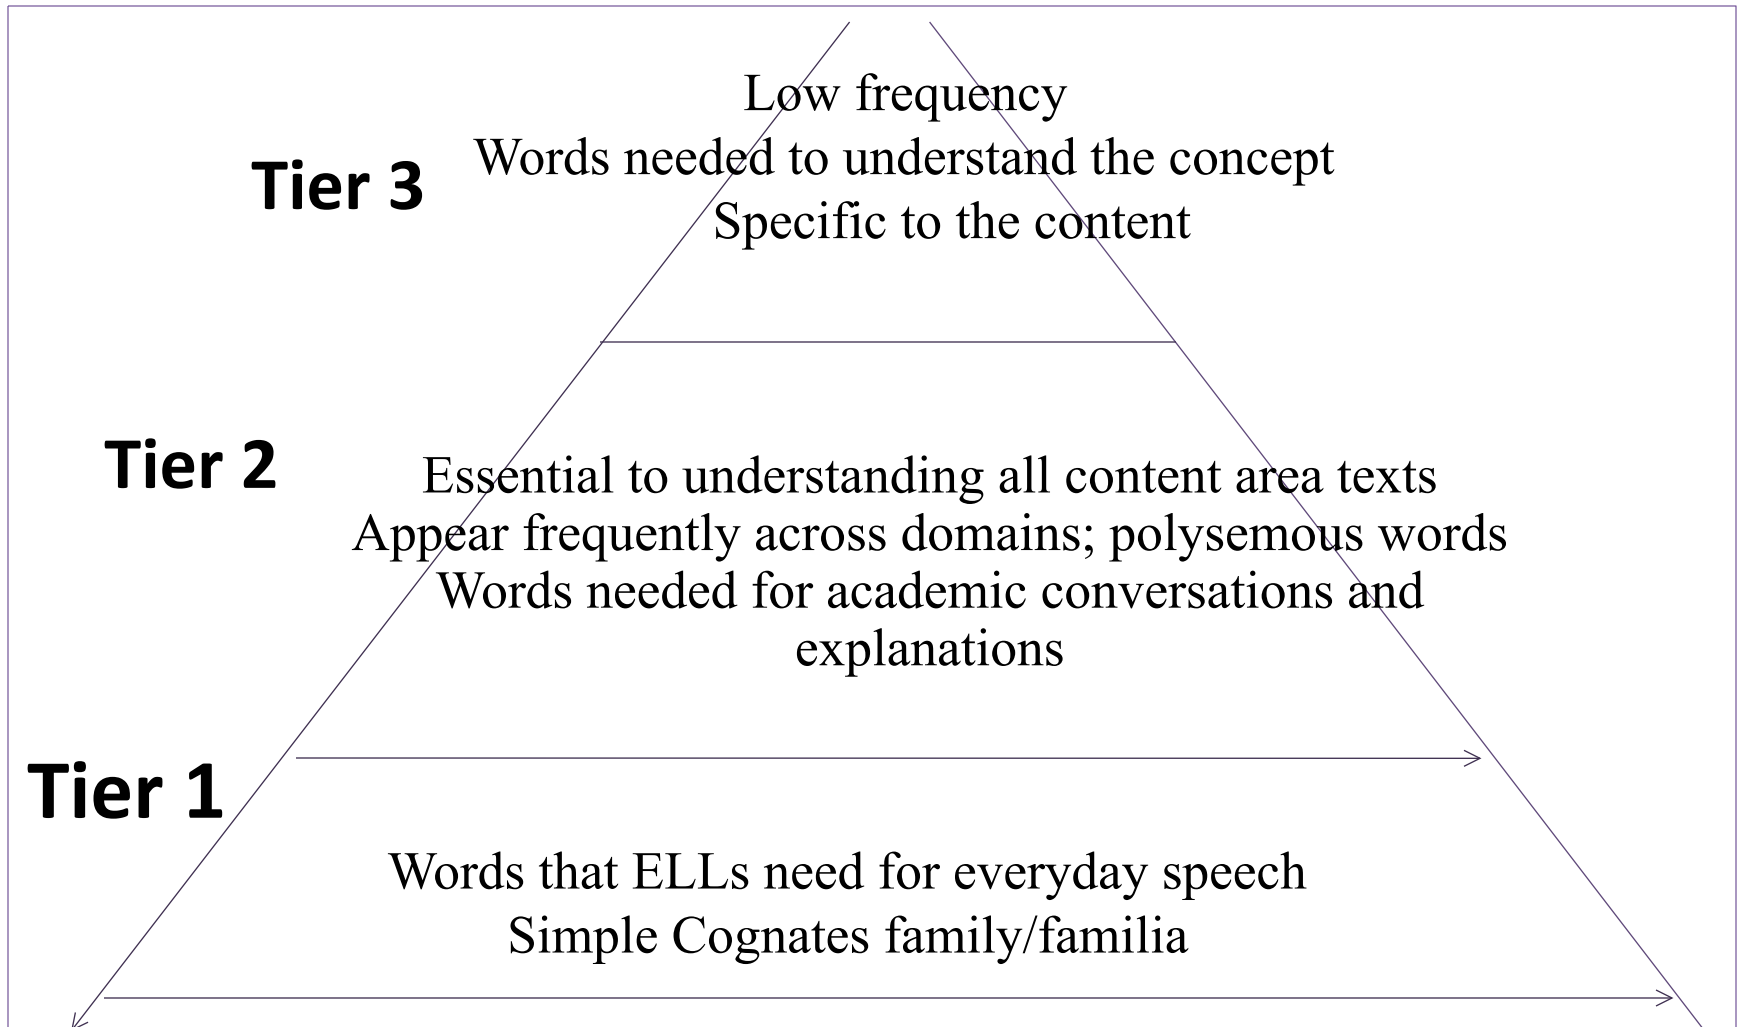 Low frequency
Tier 3 Words needed to understand the concept
Specific to the content
Tier 2
Essential to understanding all content area texts
Appear frequently across domains; polysemous words
Words needed for academic conversations and
explanations
Tier 1
Words that ELLs need for everyday speech
Simple Cognates family/familia